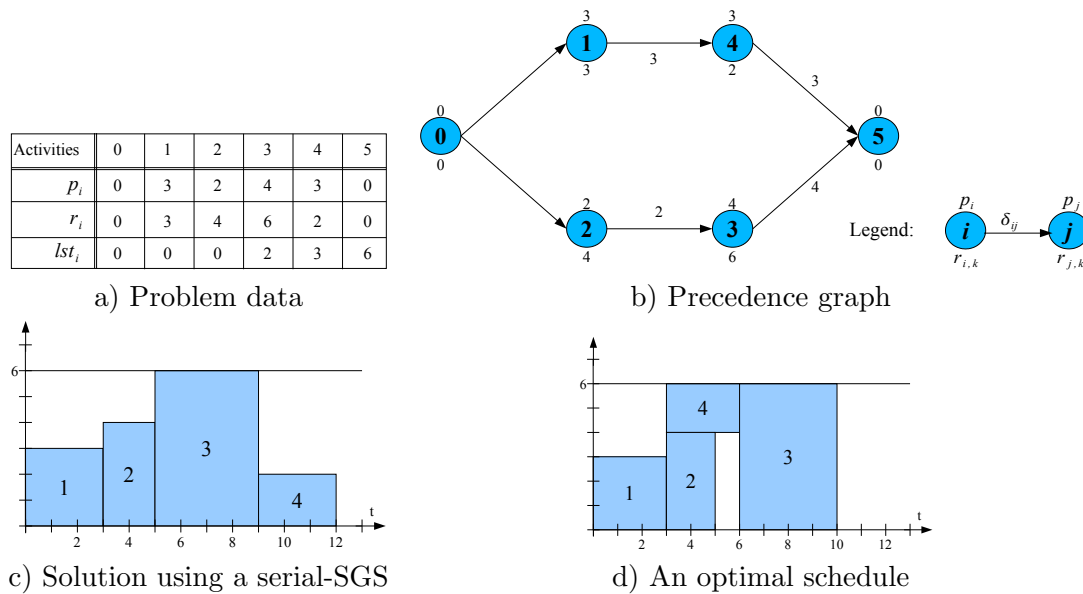 Activities 0 1 2 3 4 5
p_i 0 3 2 4 3 0
r_i 0 3 4 6 2 0
lst_i 0 0 0 2 3 6
a) Problem data
3 3
1 4
3 3 2
3
0 0
0 5
0 0
2 4
2 2 3
4 6
4
Legend: p_i p_j
i δ_ij j
r_i,k r_j,k
b) Precedence graph
6
1 2 3 4
t
2 4 6 8 10 12
c) Solution using a serial-SGS
6
1 2 4 3
t
2 4 6 8 10 12
d) An optimal schedule